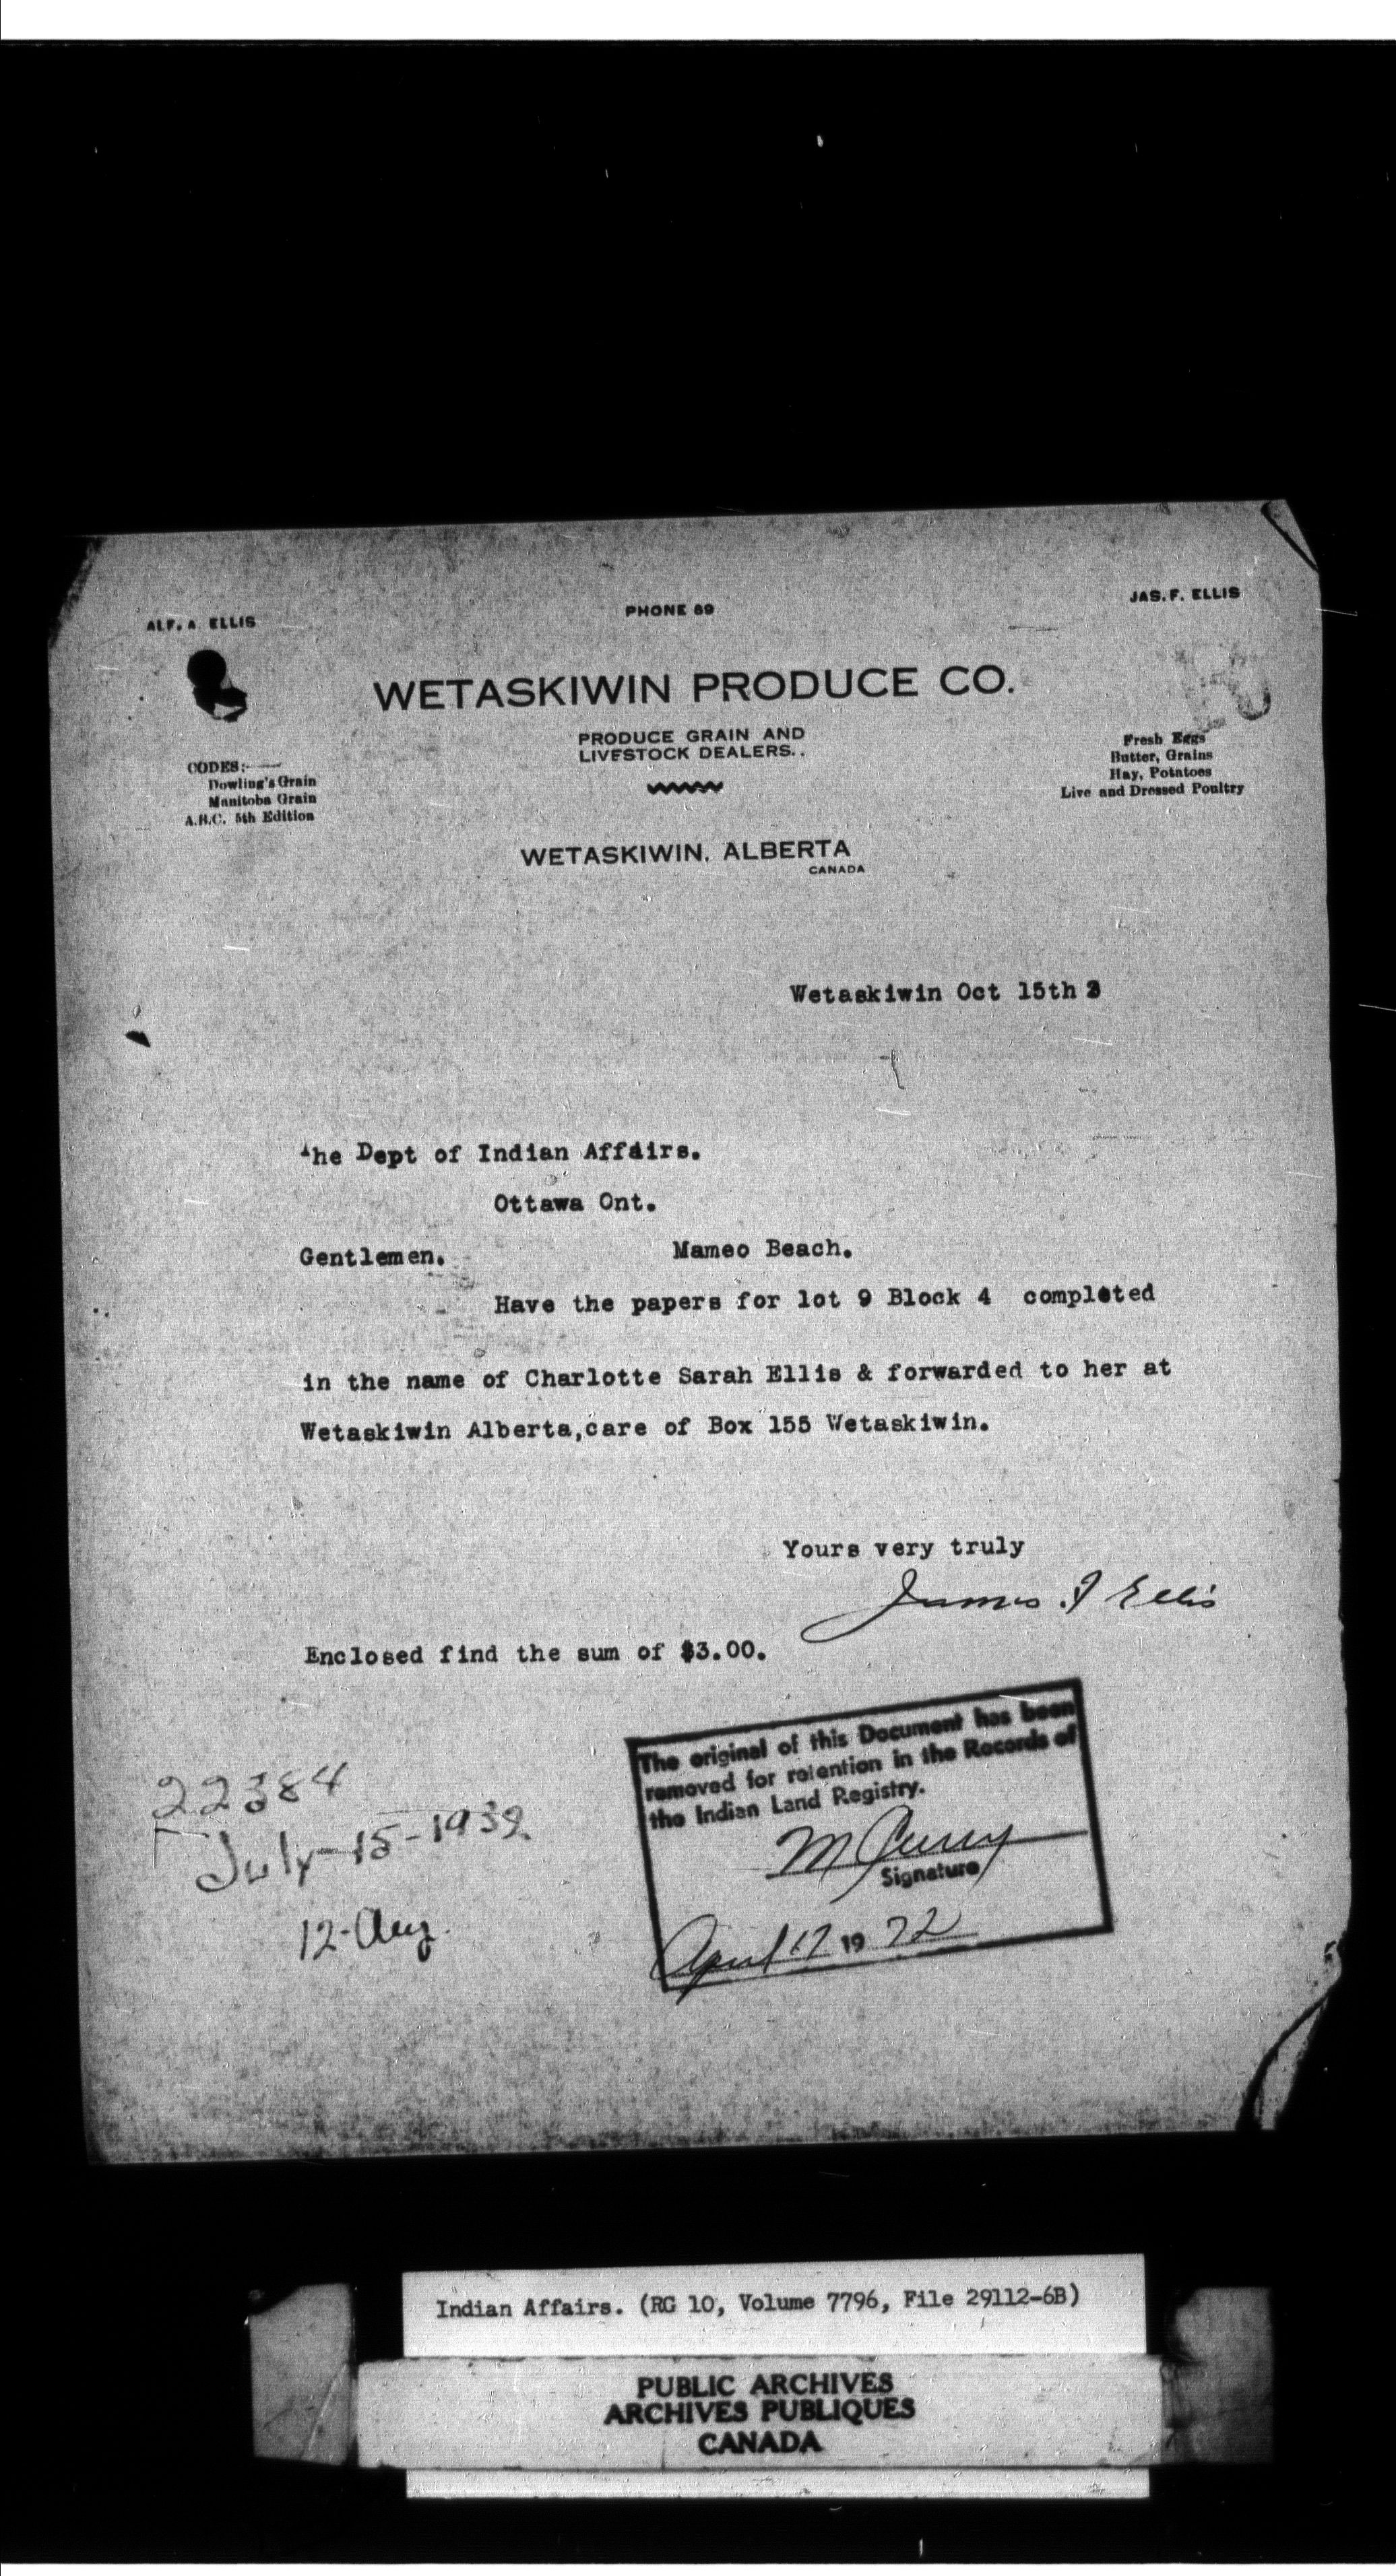 ALF. A. ELLIS
PHONE 89
JAS. F. ELLIS
WETASKIWIN PRODUCE CO.
PRODUCE GRAIN AND
LIVESTOCK DEALERS..
CODES:
Dowling's Grain
Manitoba Grain
A.B.C. 5th Edition
Fresh Eggs
Butter, Grains
Hay, Potatoes
Live and Dressed Poultry
WETASKIWIN, ALBERTA
CANADA
Wetaskiwin Oct 15th
The Dept of Indian Affairs.
Ottawa Ont.
Gentlemen. Mameo Beach.
Have the papers for lot 9 Block 4 completed
in the name of Charlotte Sarah Ellis & forwarded to her at
Wetaskiwin Alberta,care of Box 155 Wetaskiwin.
Yours very truly
James F Ellis
Enclosed find the sum of $3.00.
The original of this Document has been
removed for retention in the Records of
the Indian Land Registry.
Signature
April 17 1972
22384
July-15-1932
12-Aug.
Indian Affairs. (RG 10, Volume 7796, File 29112-6B)
PUBLIC ARCHIVES
ARCHIVES PUBLIQUES
CANADA